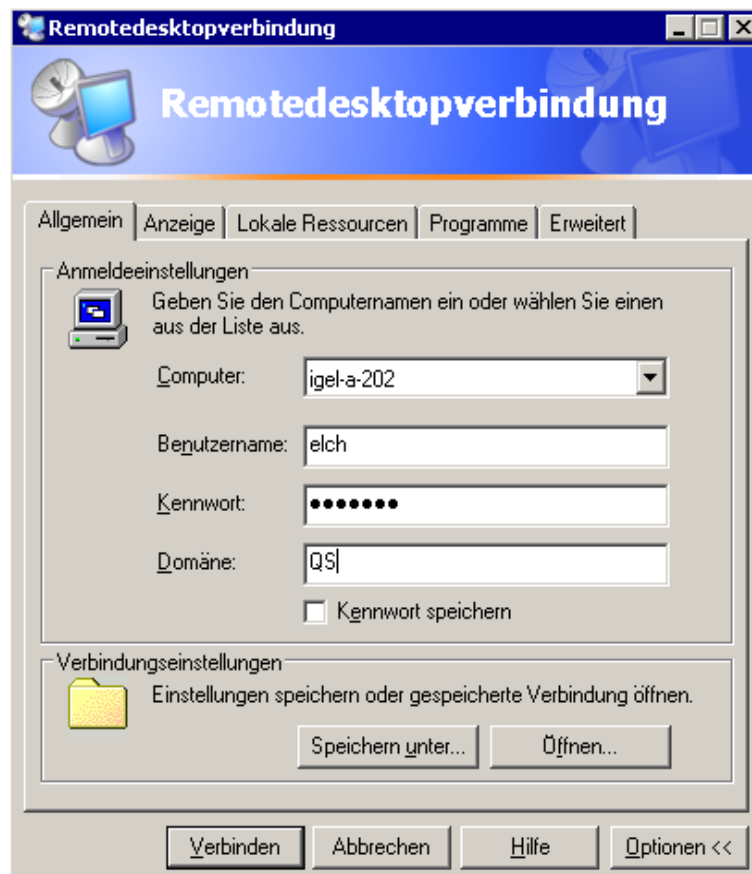 Remotedesktopverbindung
Remotedesktopverbindung
Allgemein Anzeige Lokale Ressourcen Programme Erweitert
Anmeldeeinstellungen
Geben Sie den Computernamen ein oder wählen Sie einen
aus der Liste aus.
Computer: igel-a-202
Benutzername: elch
Kennwort: •••••••
Domäne: QS
Kennwort speichern
Verbindungseinstellungen
Einstellungen speichern oder gespeicherte Verbindung öffnen.
Speichern unter... Öffnen...
Verbinden Abbrechen Hilfe Optionen <<